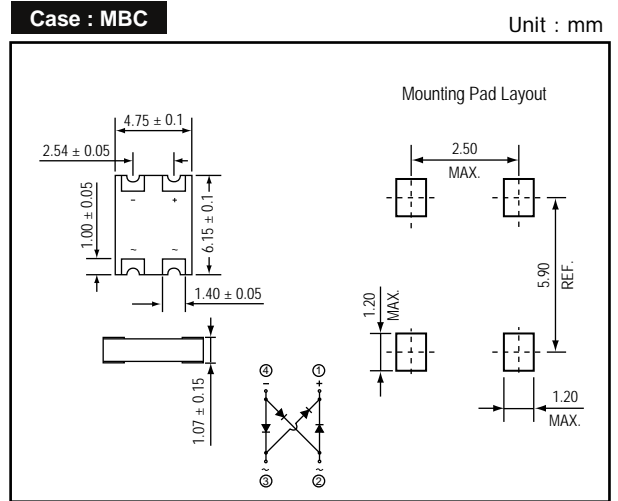 Case : MBC
Unit : mm
Mounting Pad Layout
4.75 ± 0.1
2.54 ± 0.05
2.50
MAX.
- +
1.00 ± 0.05
6.15 ± 0.1
5.90
REF.
~ ~
1.40 ± 0.05
1.20
MAX.
④ ①
- +
1.07 ± 0.15
1.20
MAX.
~ ~
③ ②